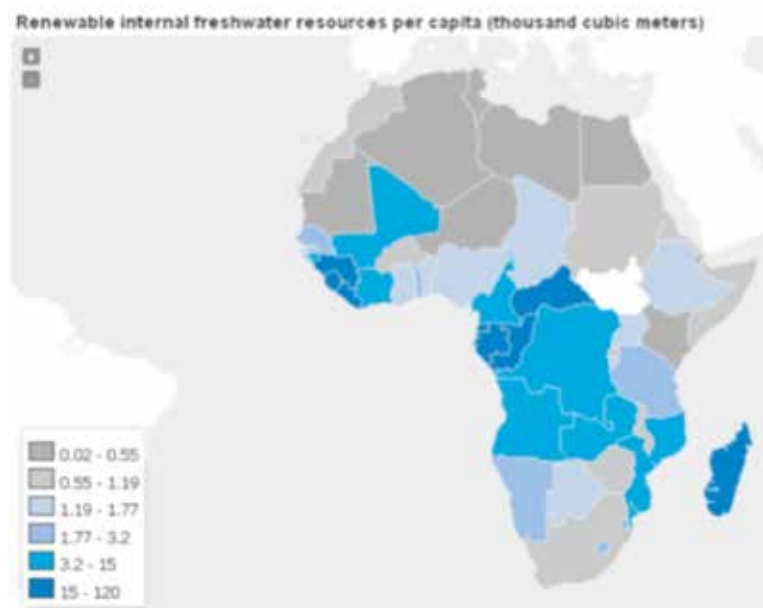 Renewable internal freshwater resources per capita (thousand cubic meters)
+
-
0.02 - 0.55
0.55 - 1.19
1.19 - 1.77
1.77 - 3.2
3.2 - 15
15 - 120